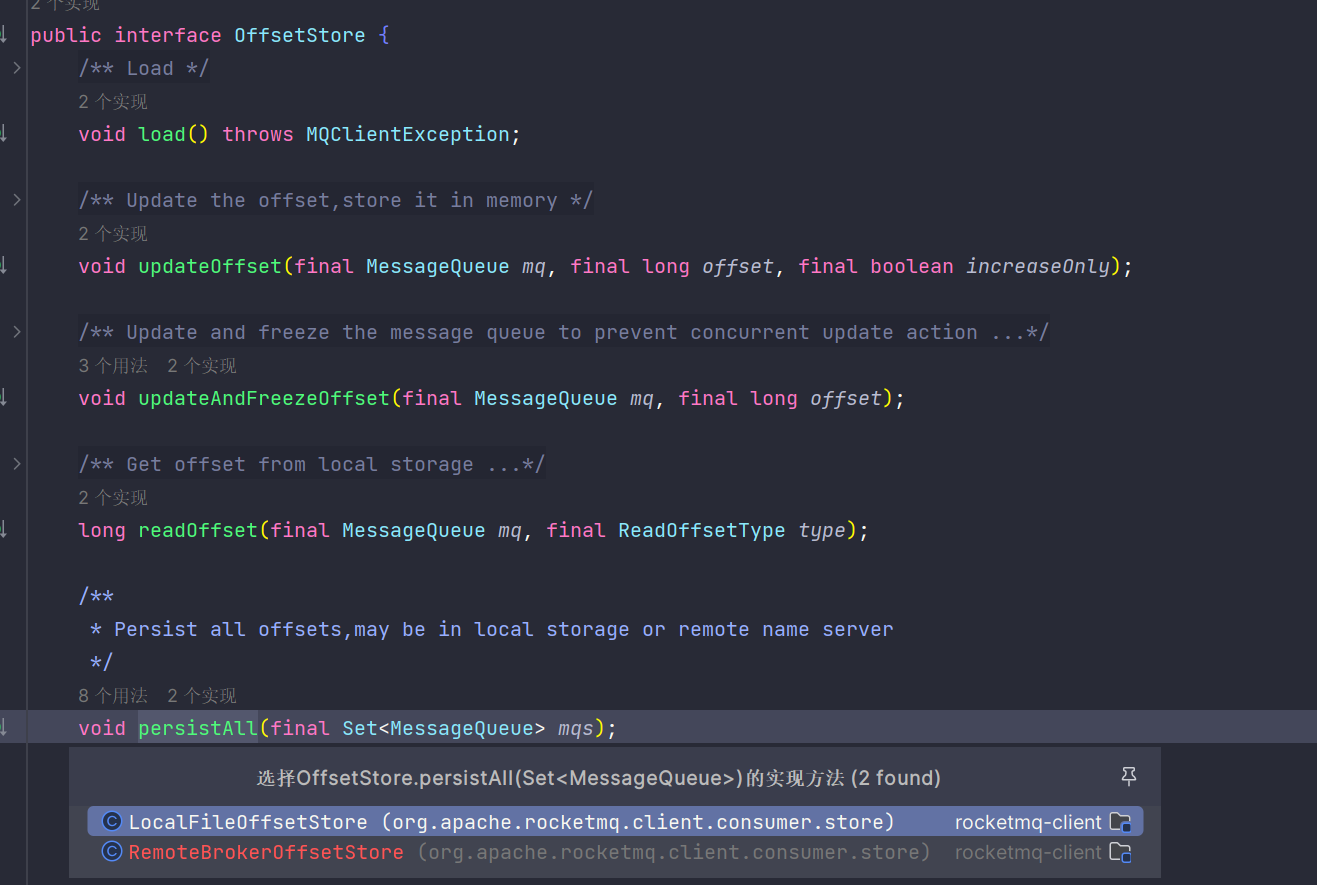 2 个实现
public interface OffsetStore {
/** Load */
2 个实现
void load() throws MQClientException;
/** Update the offset,store it in memory */
2 个实现
void updateOffset(final MessageQueue mq, final long offset, final boolean increaseOnly);
/** Update and freeze the message queue to prevent concurrent update action ...*/
3 个用法 2 个实现
void updateAndFreezeOffset(final MessageQueue mq, final long offset);
/** Get offset from local storage ...*/
2 个实现
long readOffset(final MessageQueue mq, final ReadOffsetType type);
/**
* Persist all offsets,may be in local storage or remote name server
*/
8 个用法 2 个实现
void persistAll(final Set<MessageQueue> mqs);
选择OffsetStore.persistAll(Set<MessageQueue>)的实现方法 (2 found)
LocalFileOffsetStore (org.apache.rocketmq.client.consumer.store) rocketmq-client
RemoteBrokerOffsetStore (org.apache.rocketmq.client.consumer.store) rocketmq-client